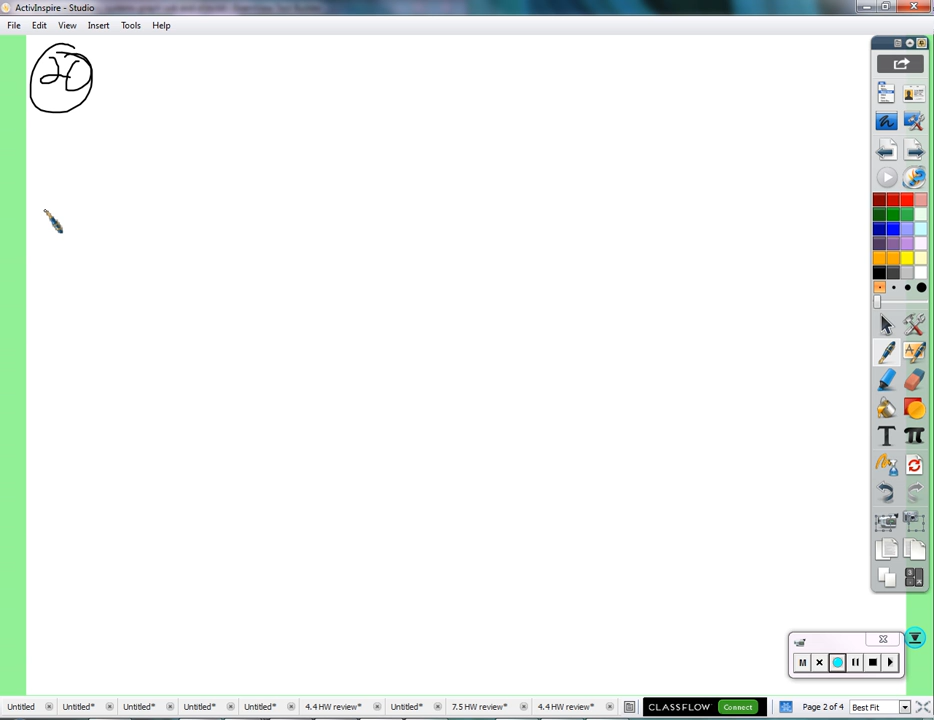 ActivInspire - Studio
File Edit View Insert Tools Help
20
T π
M
Untitled Untitled* Untitled* Untitled* Untitled* 4.4 HW review* Untitled* 7.5 HW review* 4.4 HW review* CLASSFLOW Connect Page 2 of 4 Best Fit